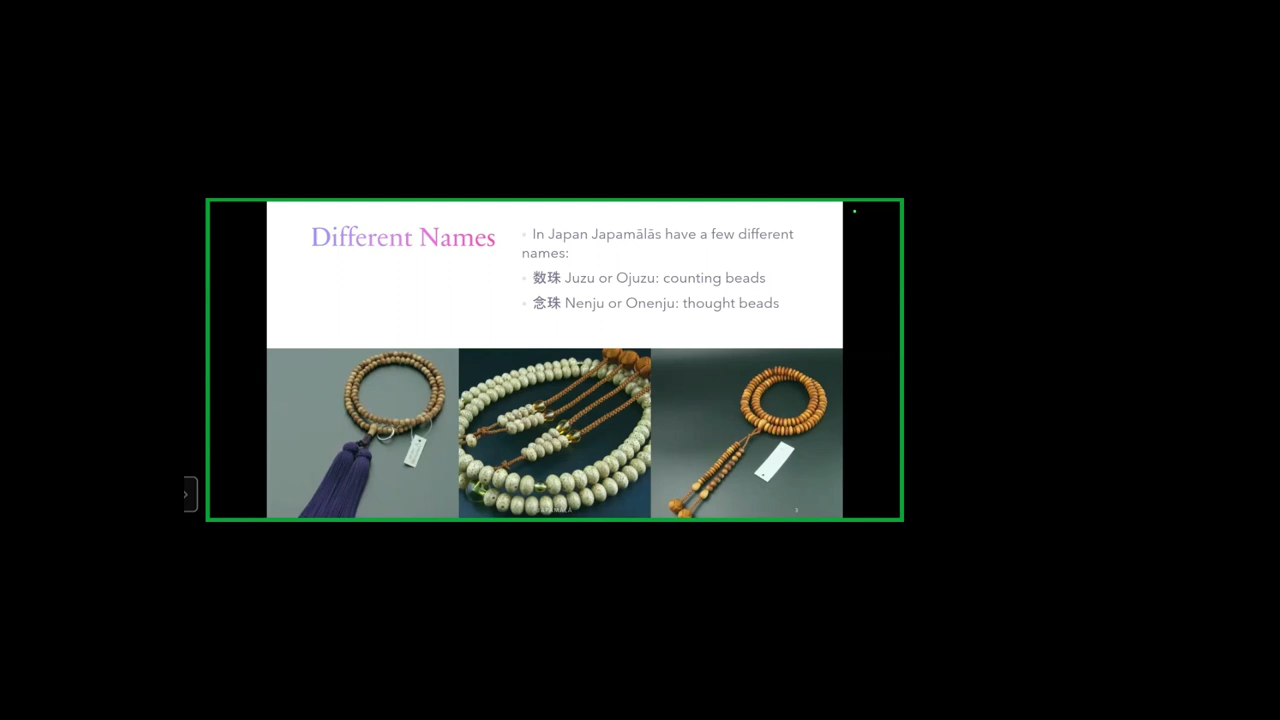 Different Names
In Japan Japamālās have a few different
names:
数珠 Juzu or Ojuzu: counting beads
念珠 Nenju or Onenju: thought beads
3